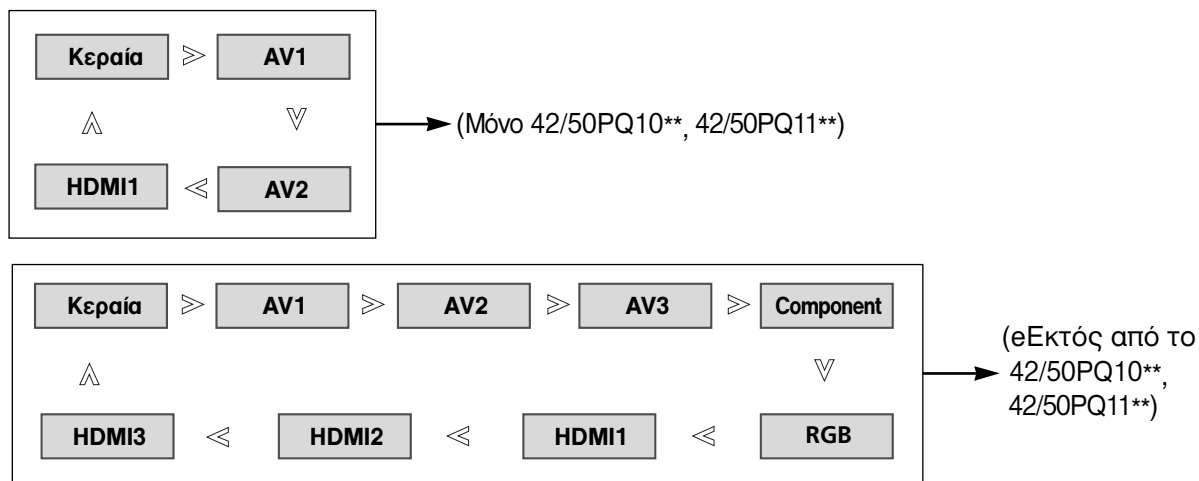 Κεραία AV1
(Μόνο 42/50PQ10**, 42/50PQ11**)
HDMI1 AV2
Κεραία AV1 AV2 AV3 Component
(eΕκτός από το
42/50PQ10**,
42/50PQ11**)
HDMI3 HDMI2 HDMI1 RGB